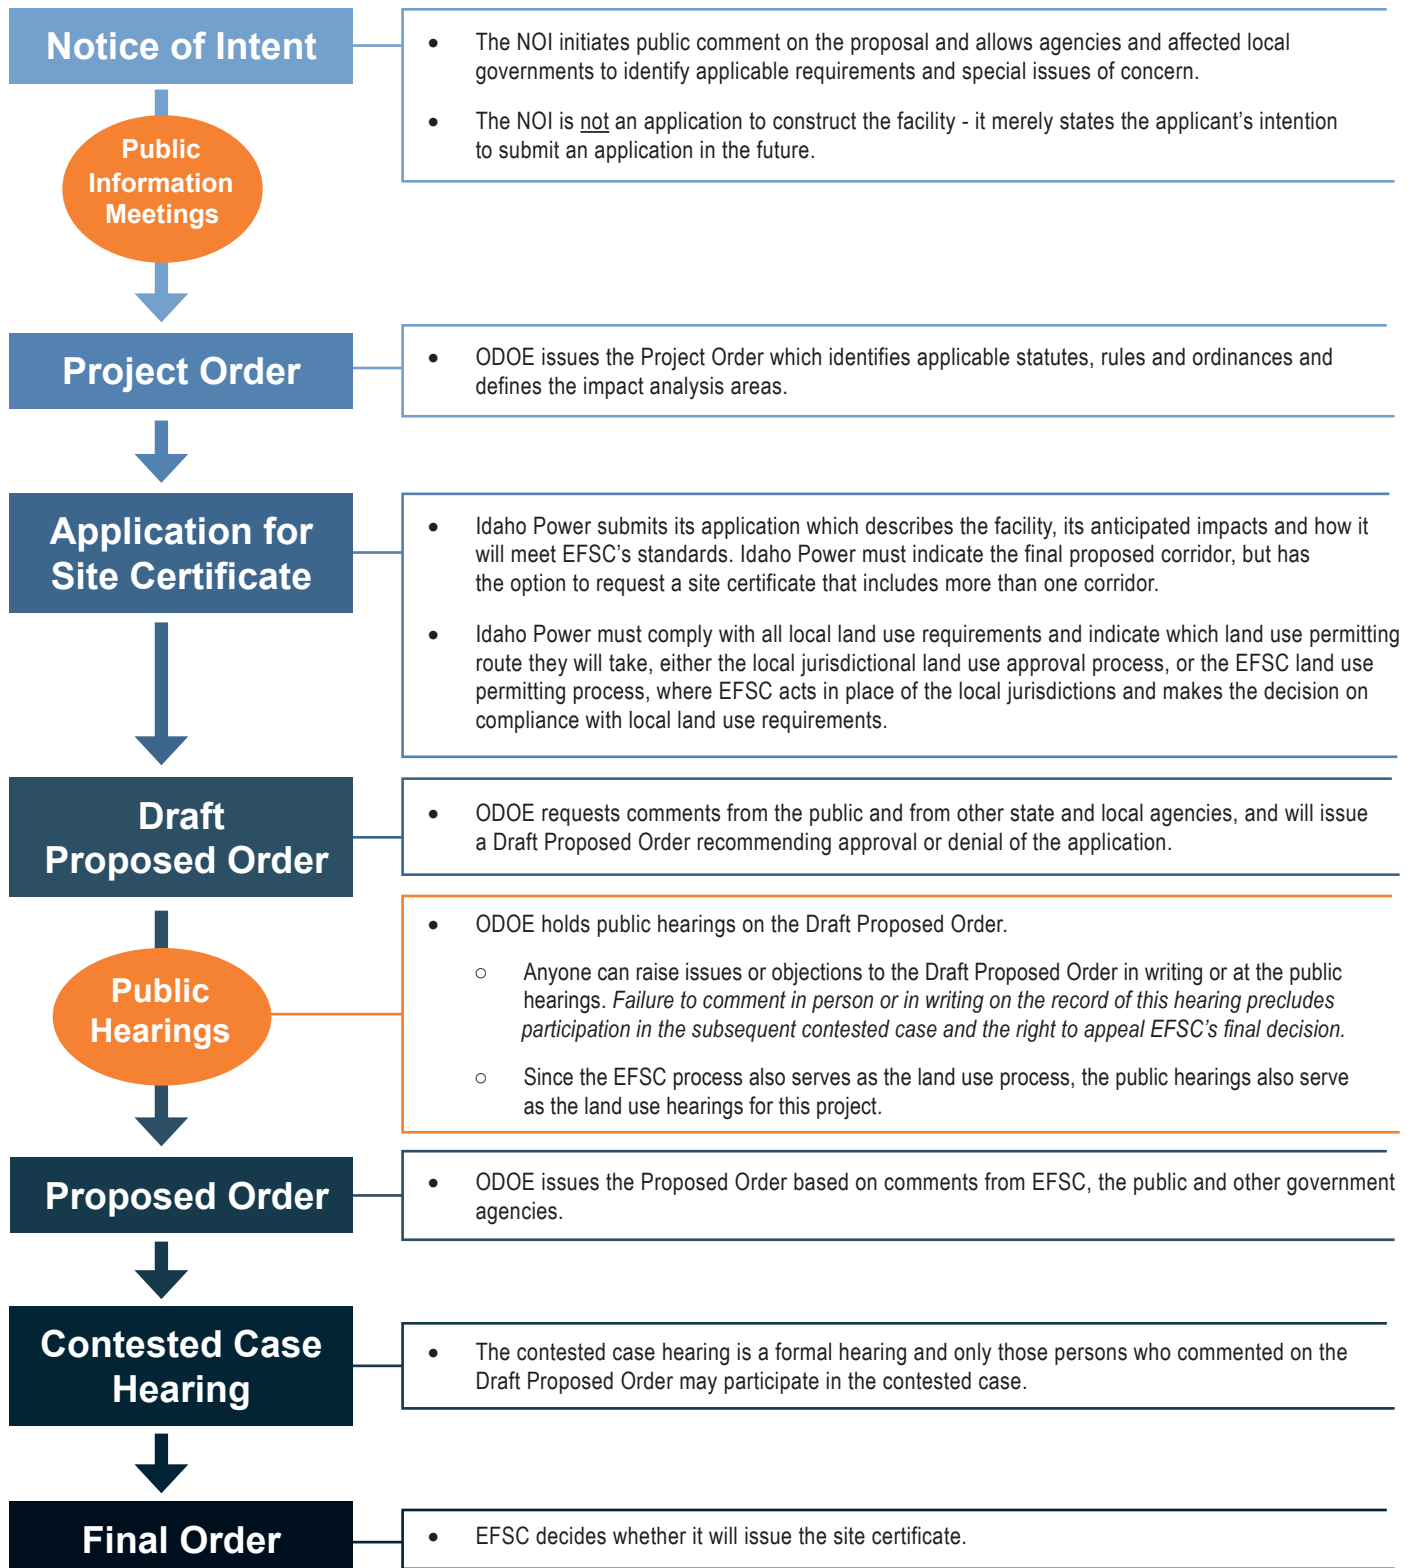 Notice of Intent
• The NOI initiates public comment on the proposal and allows agencies and affected local
governments to identify applicable requirements and special issues of concern.
• The NOI is not an application to construct the facility - it merely states the applicant’s intention
to submit an application in the future.
Public
Information
Meetings
Project Order
• ODOE issues the Project Order which identifies applicable statutes, rules and ordinances and
defines the impact analysis areas.
Application for
Site Certificate
• Idaho Power submits its application which describes the facility, its anticipated impacts and how it
will meet EFSC’s standards. Idaho Power must indicate the final proposed corridor, but has
the option to request a site certificate that includes more than one corridor.
• Idaho Power must comply with all local land use requirements and indicate which land use permitting
route they will take, either the local jurisdictional land use approval process, or the EFSC land use
permitting process, where EFSC acts in place of the local jurisdictions and makes the decision on
compliance with local land use requirements.
Draft
Proposed Order
• ODOE requests comments from the public and from other state and local agencies, and will issue
a Draft Proposed Order recommending approval or denial of the application.
Public
Hearings
• ODOE holds public hearings on the Draft Proposed Order.
○ Anyone can raise issues or objections to the Draft Proposed Order in writing or at the public
hearings. Failure to comment in person or in writing on the record of this hearing precludes
participation in the subsequent contested case and the right to appeal EFSC’s final decision.
○ Since the EFSC process also serves as the land use process, the public hearings also serve
as the land use hearings for this project.
Proposed Order
• ODOE issues the Proposed Order based on comments from EFSC, the public and other government
agencies.
Contested Case
Hearing
• The contested case hearing is a formal hearing and only those persons who commented on the
Draft Proposed Order may participate in the contested case.
Final Order
• EFSC decides whether it will issue the site certificate.